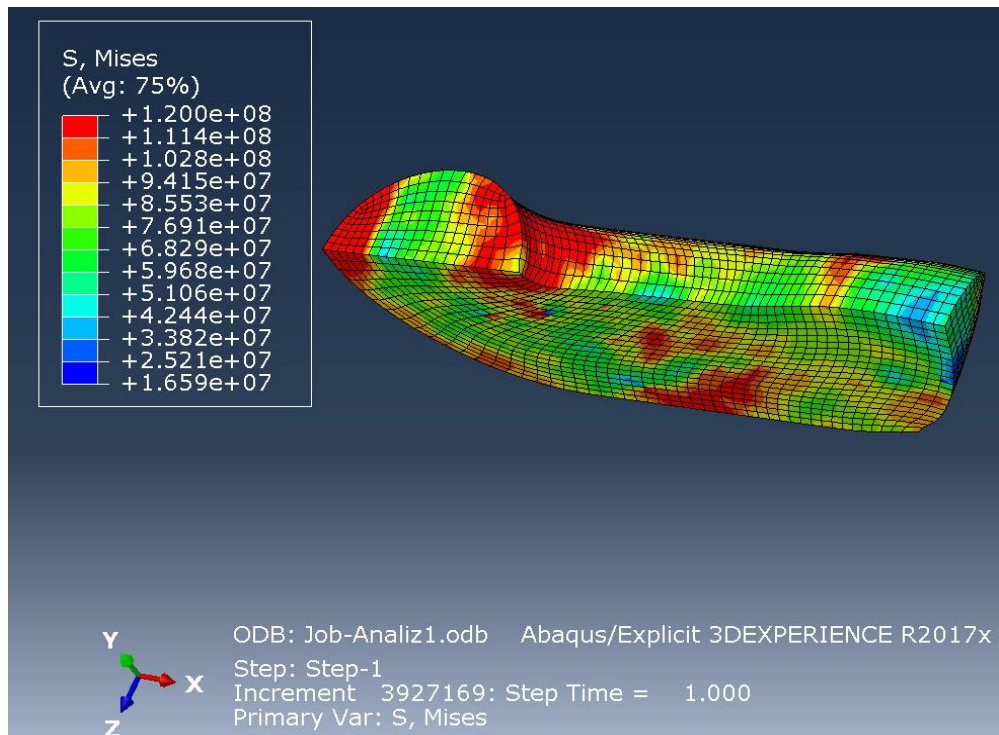 S, Mises
(Avg: 75%)
+1.200e+08
+1.114e+08
+1.028e+08
+9.415e+07
+8.553e+07
+7.691e+07
+6.829e+07
+5.968e+07
+5.106e+07
+4.244e+07
+3.382e+07
+2.521e+07
+1.659e+07
Y
X
Z
ODB: Job-Analiz1.odb Abaqus/Explicit 3DEXPERIENCE R2017x
Step: Step-1
Increment 3927169: Step Time = 1.000
Primary Var: S, Mises